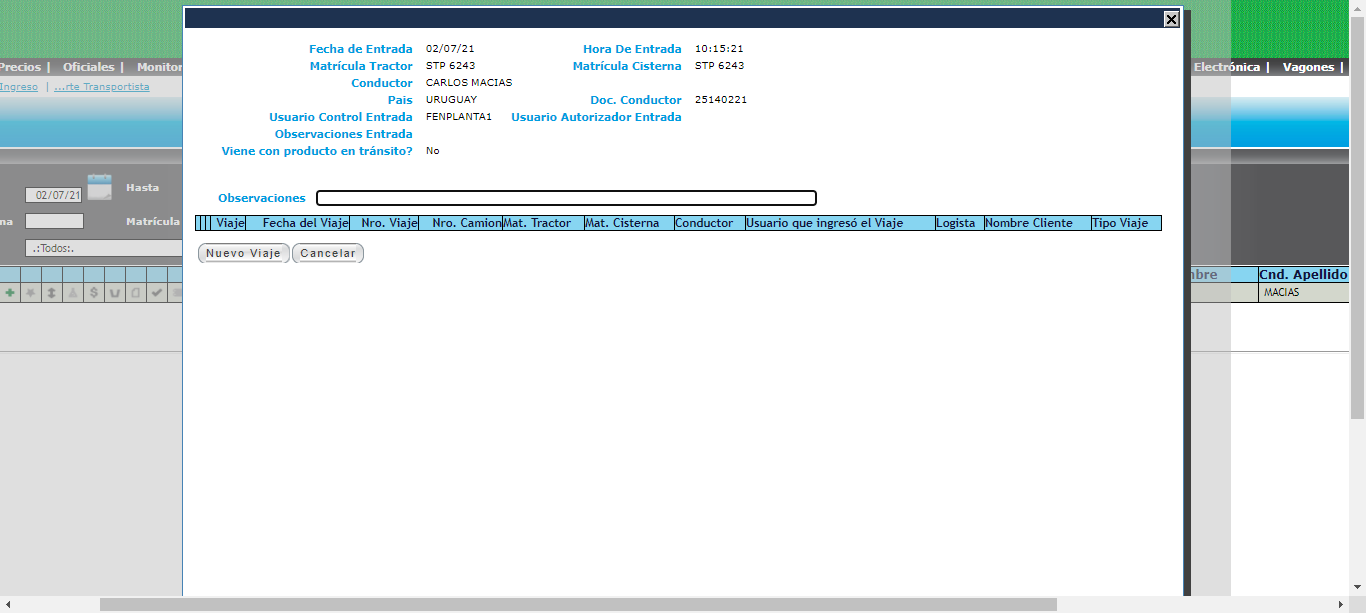 Fecha de Entrada 02/07/21 Hora De Entrada 10:15:21
Precios | Oficiales | Monitor
Electrónica | Vagones |
Matrícula Tractor STP 6243 Matrícula Cisterna STP 6243
Ingreso | ...rte Transportista
Conductor CARLOS MACIAS
Pais URUGUAY Doc. Conductor 25140221
Usuario Control Entrada FENPLANTA1 Usuario Autorizador Entrada
Observaciones Entrada
Viene con producto en tránsito? No
02/07/21 Hasta
Observaciones
na Matrícula
Viaje Fecha del Viaje Nro. Viaje Nro. Camion Mat. Tractor Mat. Cisterna Conductor Usuario que ingresó el Viaje Logista Nombre Cliente Tipo Viaje
.:Todos:.
Nuevo Viaje Cancelar
mbre Cnd. Apellido
MACIAS